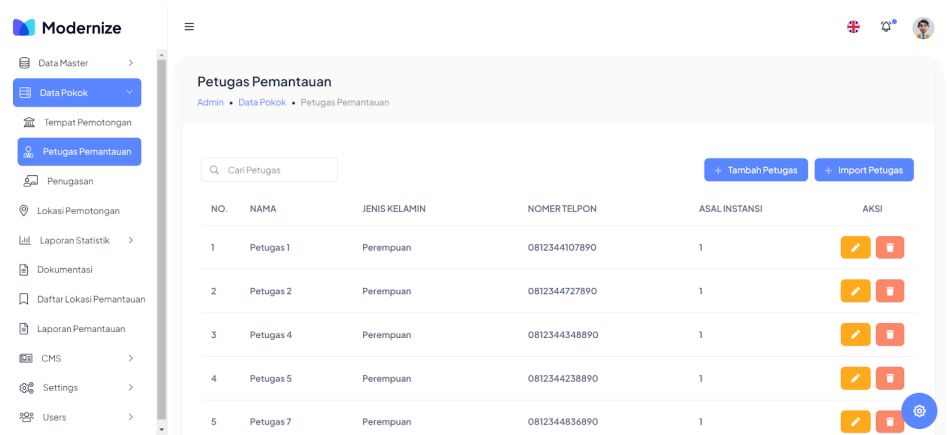 Modernize
Data Master
Data Pokok
Tempat Pemotongan
Petugas Pemantauan
Penugasan
Lokasi Pemotongan
Laporan Statistik
Dokumentasi
Daftar Lokasi Pemantauan
Laporan Pemantauan
CMS
Settings
Users
Petugas Pemantauan
Admin • Data Pokok • Petugas Pemantauan
Cari Petugas
+ Tambah Petugas + Import Petugas
NO. NAMA JENIS KELAMIN NOMER TELPON ASAL INSTANSI AKSI
1 Petugas 1 Perempuan 0812344107890 1
2 Petugas 2 Perempuan 0812344727890 1
3 Petugas 4 Perempuan 0812344348890 1
4 Petugas 5 Perempuan 0812344238890 1
5 Petugas 7 Perempuan 0812344836890 1